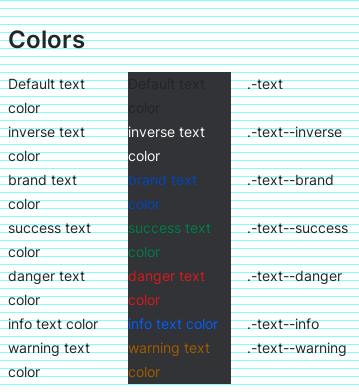 Colors
Default text Default text .-text
color color
inverse text inverse text .-text--inverse
color color
brand text brand text .-text--brand
color color
success text success text .-text--success
color color
danger text danger text .-text--danger
color color
info text color info text color .-text--info
warning text warning text .-text--warning
color color